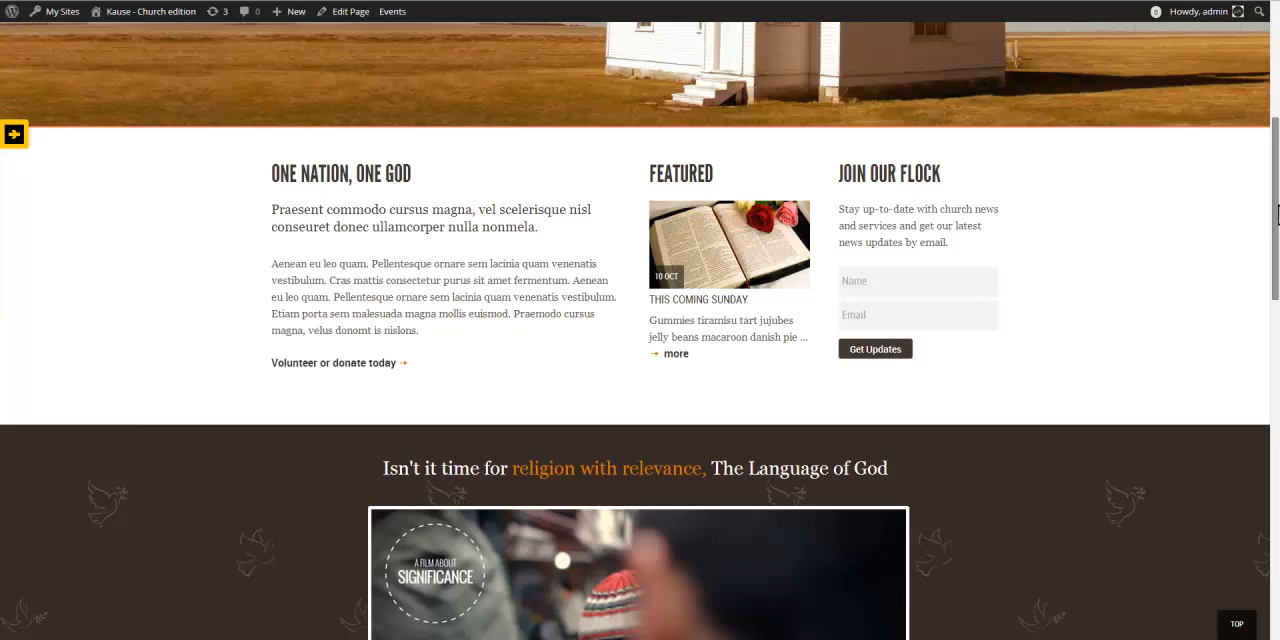 My Sites
Kause - Church edition
3
0
New
Edit Page
Events
0
Howdy, admin
ONE NATION, ONE GOD
Praesent commodo cursus magna, vel scelerisque nisl
conseuret donec ullamcorper nulla nonmela.
Aenean eu leo quam. Pellentesque ornare sem lacinia quam venenatis
vestibulum. Cras mattis consectetur purus sit amet fermentum. Aenean
eu leo quam. Pellentesque ornare sem lacinia quam venenatis vestibulum.
Etiam porta sem malesuada magna mollis euismod. Praemodo cursus
magna, velus donomt is nislons.
Volunteer or donate today
FEATURED
10 OCT
THIS COMING SUNDAY
Gummies tiramisu tart jujubes
jelly beans macaroon danish pie ...
more
JOIN OUR FLOCK
Stay up-to-date with church news
and services and get our latest
news updates by email.
Name
Email
Get Updates
Isn't it time for religion with relevance, The Language of God
A FILM ABOUT
SIGNIFICANCE
TOP